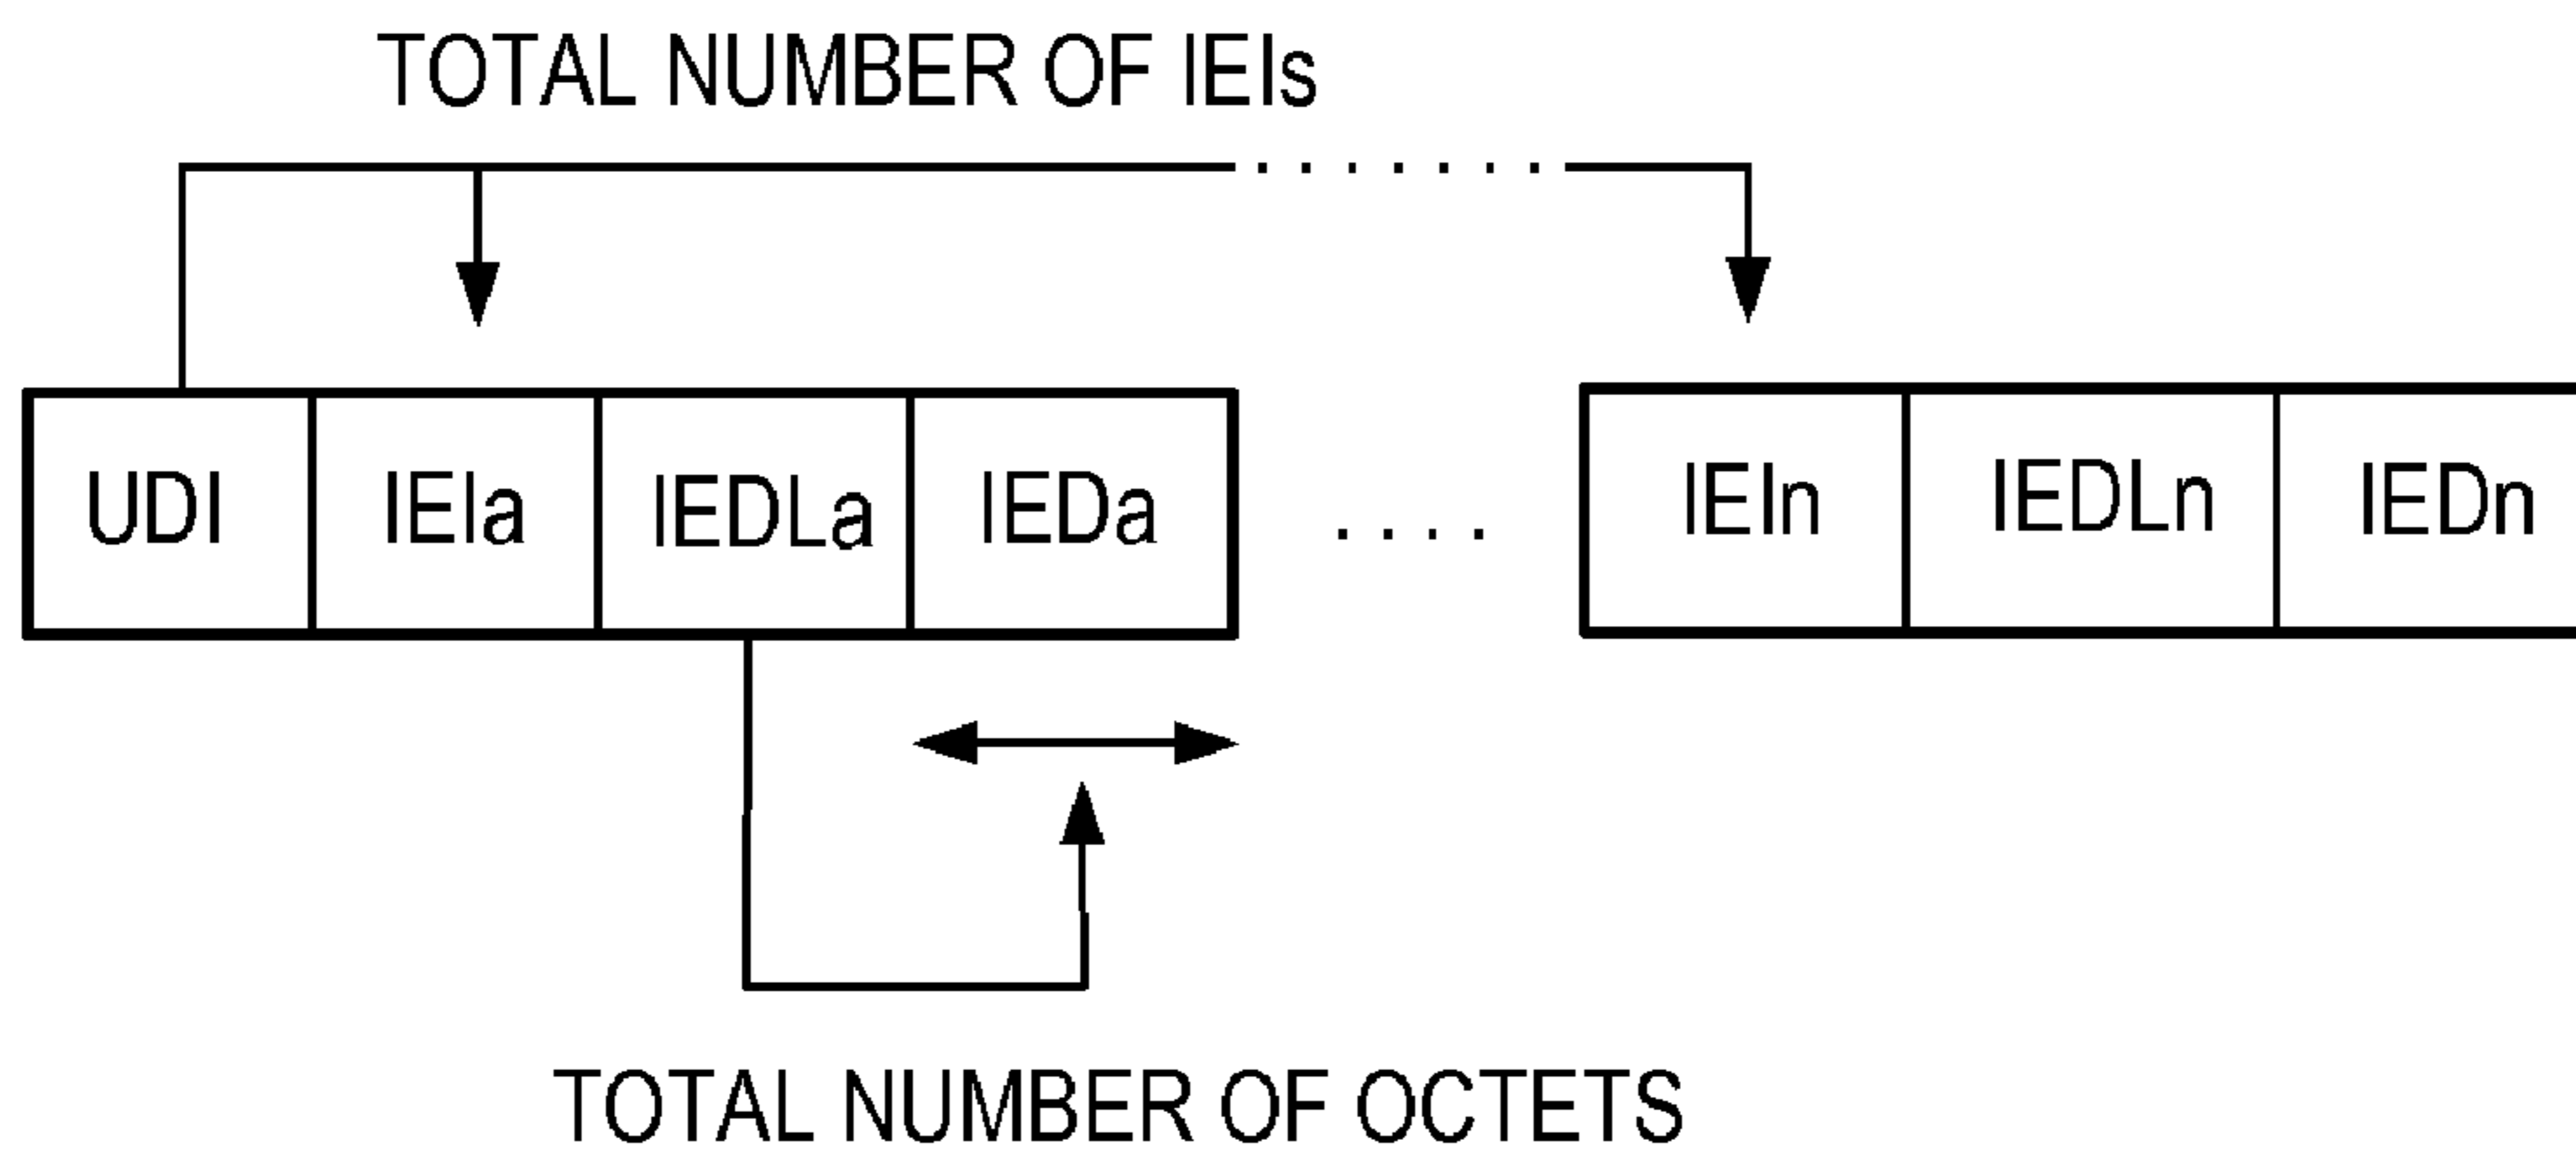 TOTAL NUMBER OF IEIs
UDI IEIa IEDLa IEDa . . . . IEIn IEDLn IEDn
TOTAL NUMBER OF OCTETS